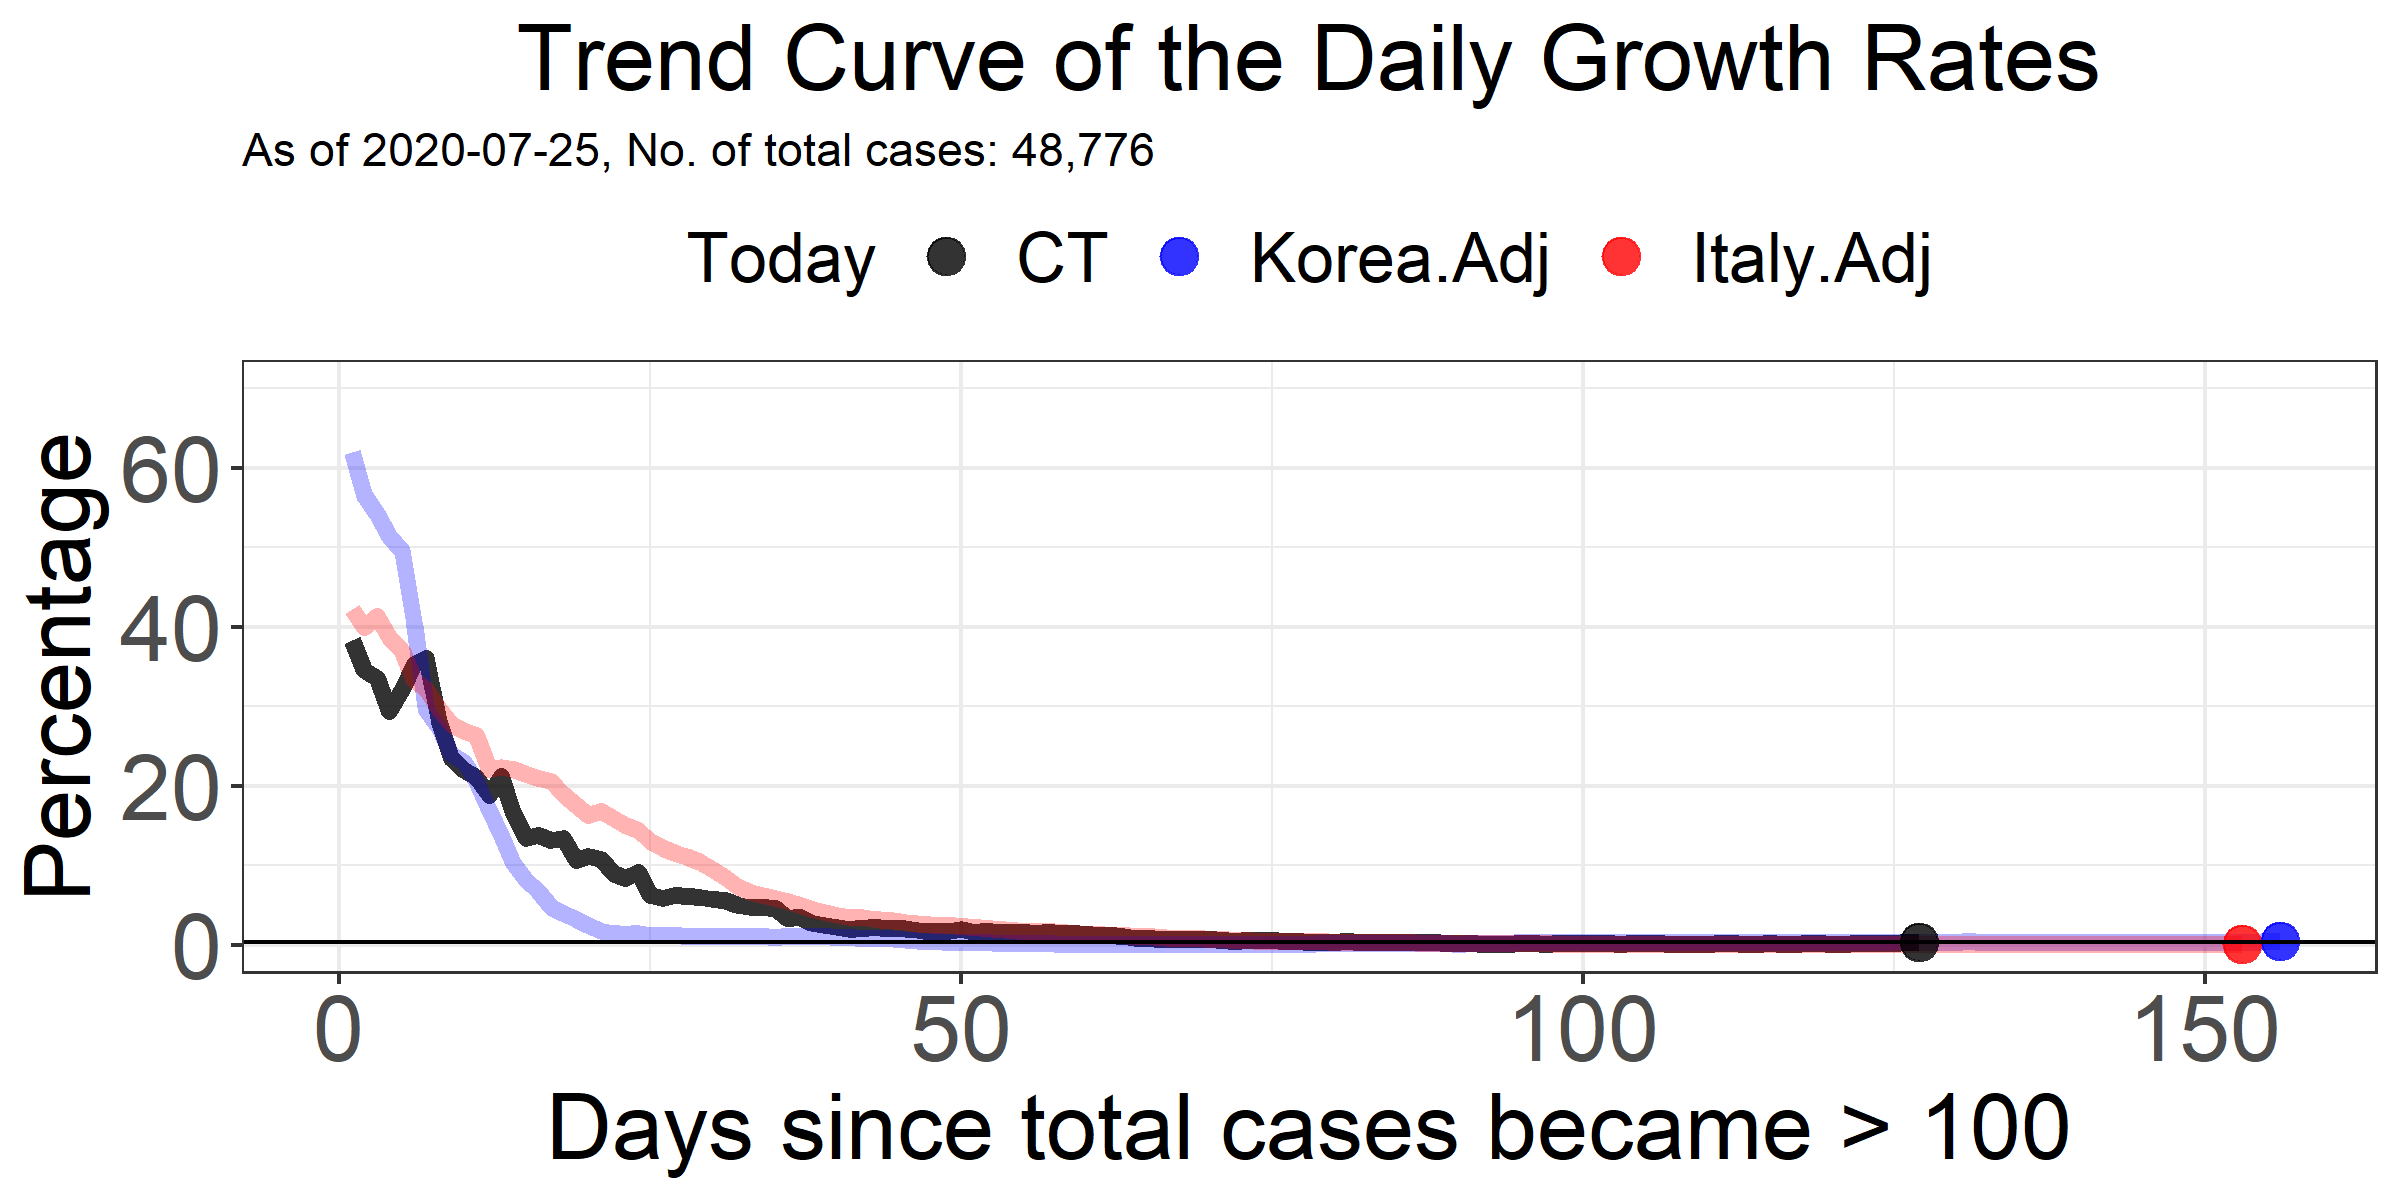 Trend Curve of the Daily Growth Rates
As of 2020-07-25, No. of total cases: 48,776
Today CT Korea.Adj Italy.Adj
Percentage
60
40
20
0
0 50 100 150
Days since total cases became > 100